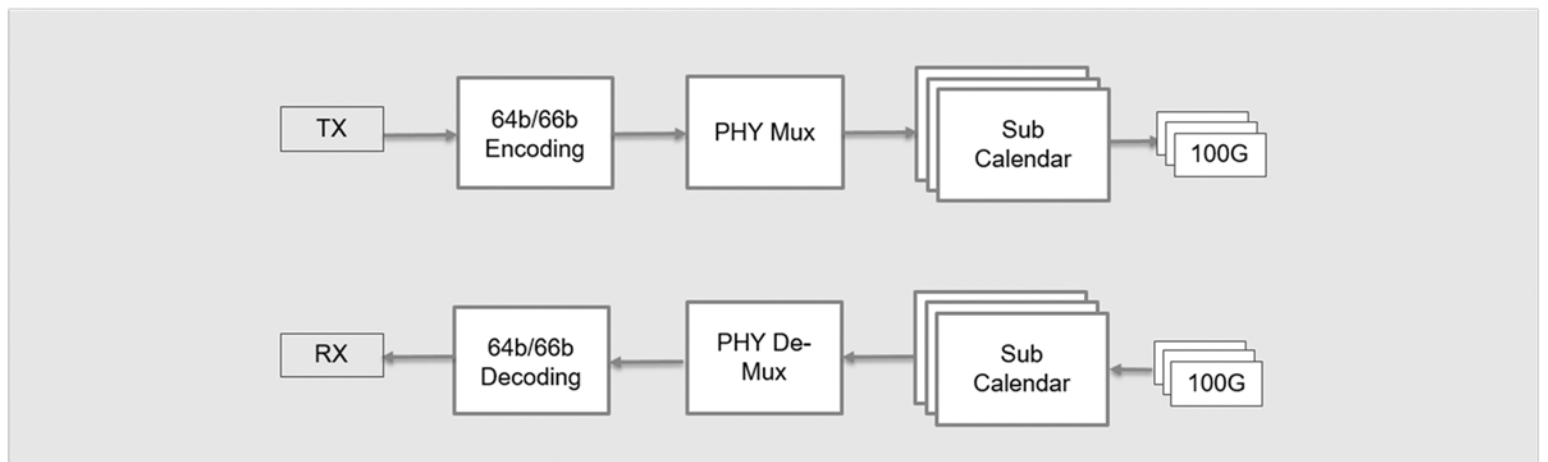 TX
64b/66b
Encoding
PHY Mux
Sub
Calendar
100G
RX
64b/66b
Decoding
PHY De-
Mux
Sub
Calendar
100G